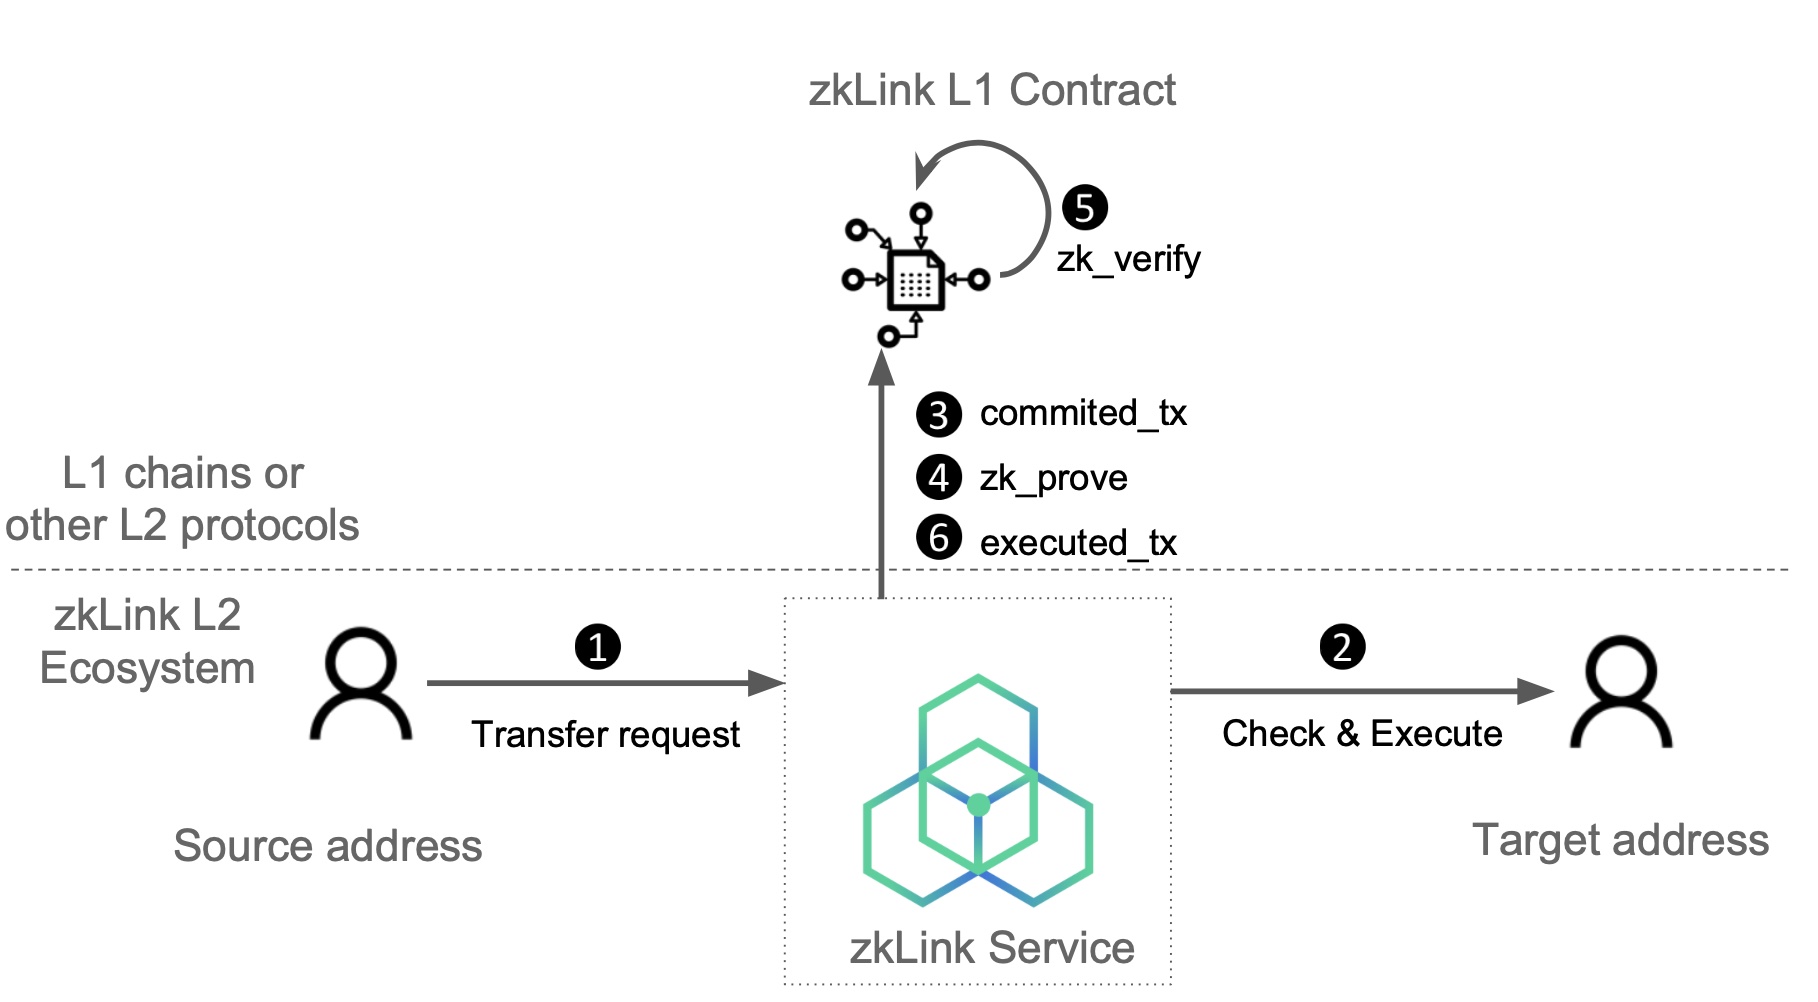 zkLink L1 Contract
5
zk_verify
3 commited_tx
4 zk_prove
6 executed_tx
L1 chains or
other L2 protocols
zkLink L2
Ecosystem
1
Transfer request
2
Check & Execute
Source address
Target address
zkLink Service